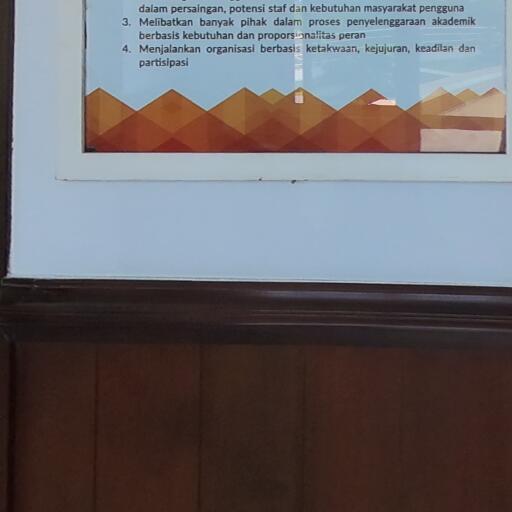 dalam persaingan, potensi staf dan kebutuhan masyarakat pengguna
3. Melibatkan banyak pihak dalam proses penyelenggaraan akademik
berbasis kebutuhan dan proporsionalitas peran
4. Menjalankan organisasi berbasis ketakwaan, kejujuran, keadilan dan
partisipasi